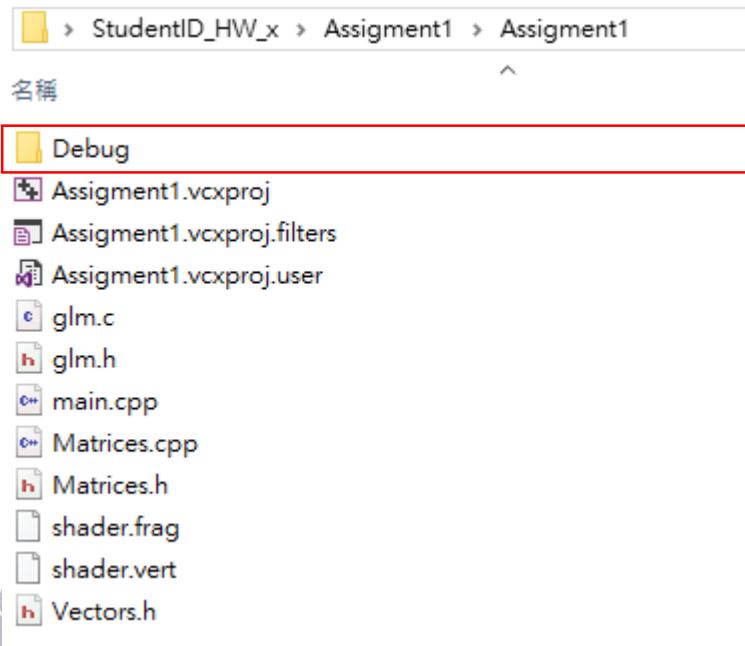 StudentID_HW_x > Assigment1 > Assigment1
名稱
Debug
Assigment1.vcxproj
Assigment1.vcxproj.filters
Assigment1.vcxproj.user
glm.c
glm.h
main.cpp
Matrices.cpp
Matrices.h
shader.frag
shader.vert
Vectors.h